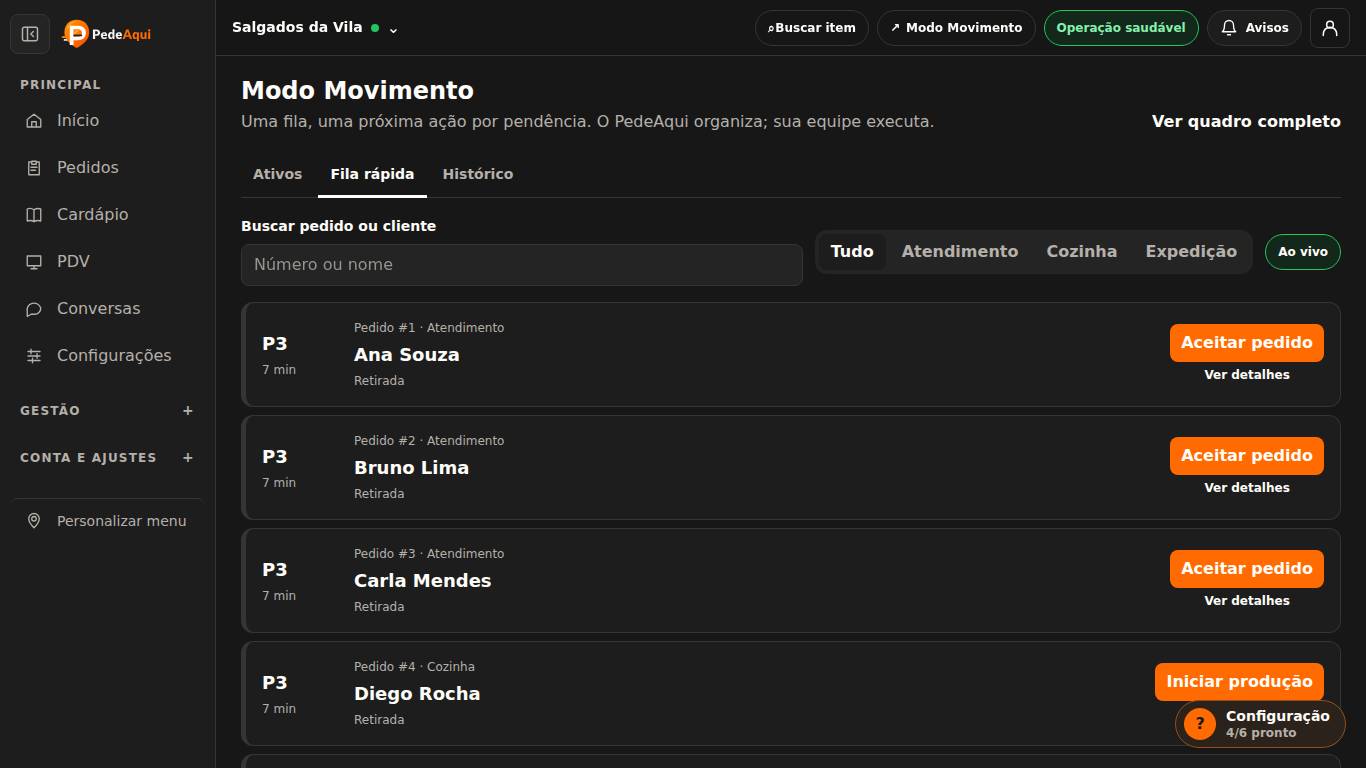 PedeAqui
Salgados da Vila
Buscar item
Modo Movimento
Operação saudável
Avisos
PRINCIPAL
Início
Pedidos
Cardápio
PDV
Conversas
Configurações
GESTÃO +
CONTA E AJUSTES +
Personalizar menu
Modo Movimento
Uma fila, uma próxima ação por pendência. O PedeAqui organiza; sua equipe executa.
Ver quadro completo
Ativos
Fila rápida
Histórico
Buscar pedido ou cliente
Número ou nome
Tudo
Atendimento
Cozinha
Expedição
Ao vivo
P3
7 min
Pedido #1 · Atendimento
Ana Souza
Retirada
Aceitar pedido
Ver detalhes
P3
7 min
Pedido #2 · Atendimento
Bruno Lima
Retirada
Aceitar pedido
Ver detalhes
P3
7 min
Pedido #3 · Atendimento
Carla Mendes
Retirada
Aceitar pedido
Ver detalhes
P3
7 min
Pedido #4 · Cozinha
Diego Rocha
Retirada
Iniciar produção
?
Configuração
4/6 pronto